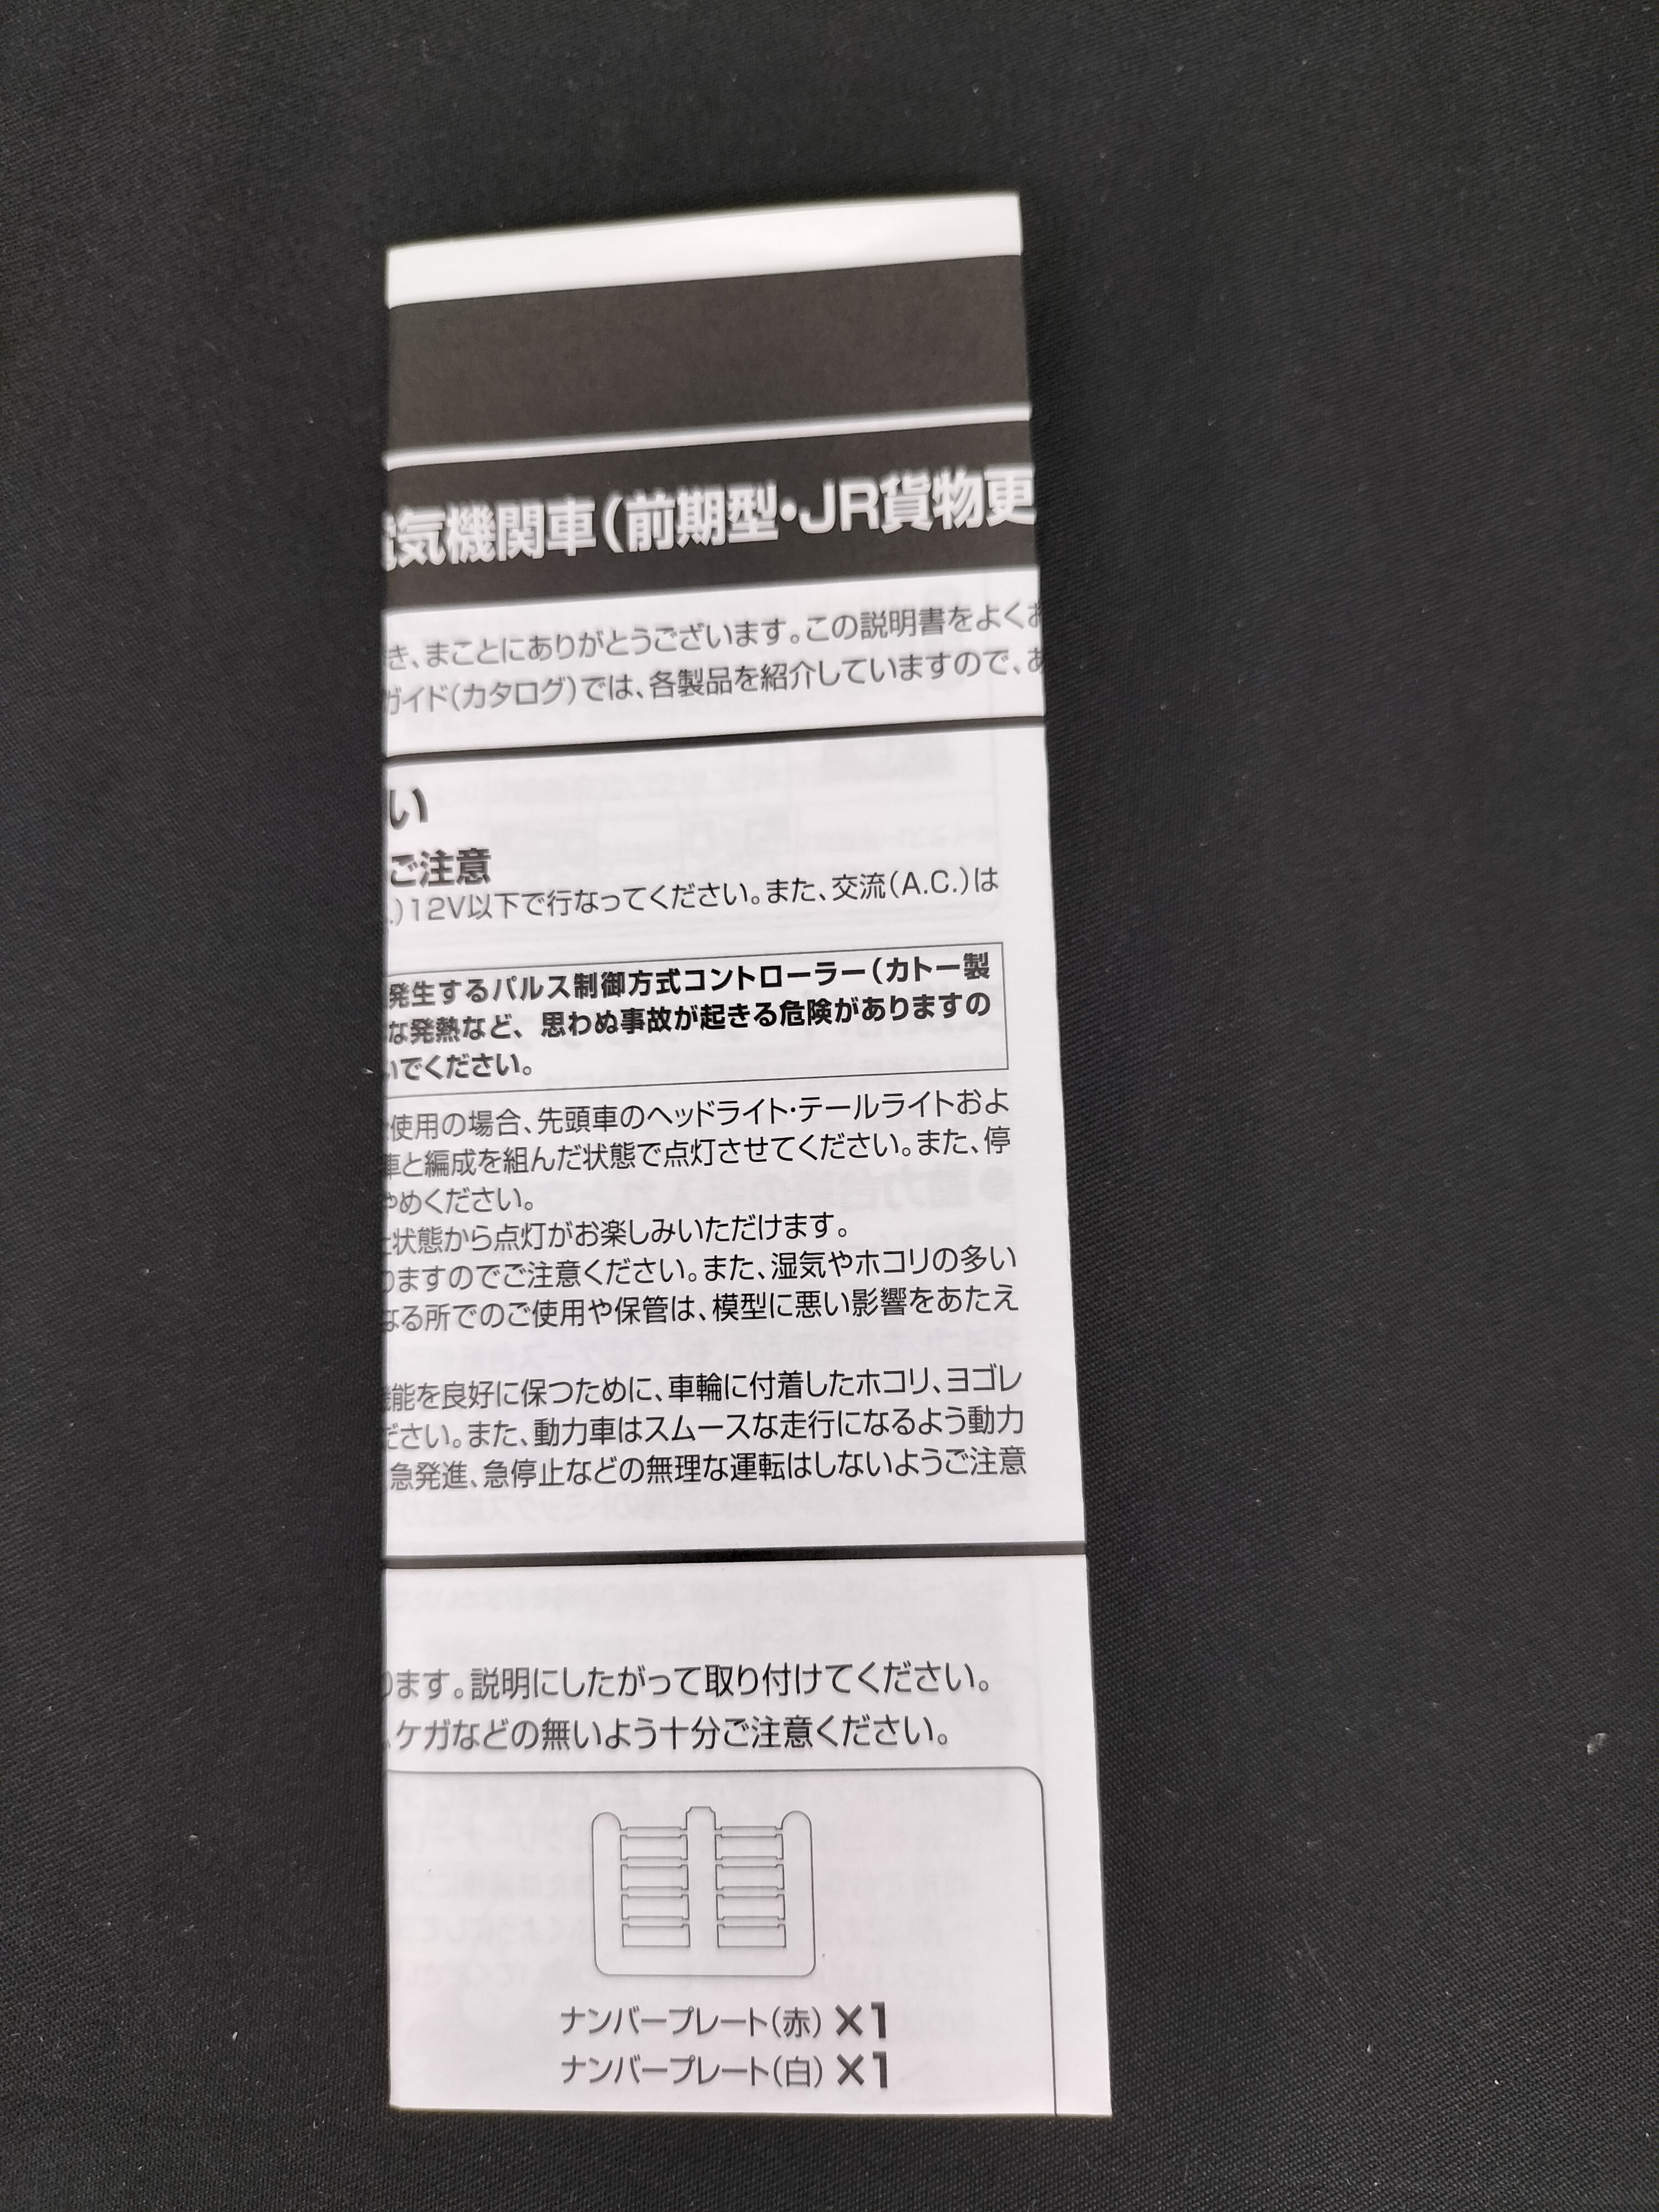 気機関車(前期型・JR貨物更
き、まことにありがとうございます。この説明書をよくお
ガイド(カタログ)では、各製品を紹介していますので、あ
い
ご注意
.)12V以下で行なってください。また、交流(A.C.)は
発生するパルス制御方式コントローラー(カトー製
な発熱など、思わぬ事故が起きる危険がありますの
いでください。
使用の場合、先頭車のヘッドライト・テールライトおよ
車と編成を組んだ状態で点灯させてください。また、停
やめください。
状態から点灯がお楽しみいただけます。
りますのでご注意ください。また、湿気やホコリの多い
なる所でのご使用や保管は、模型に悪い影響をあたえ
能を良好に保つために、車輪に付着したホコリ、ヨゴレ
ださい。また、動力車はスムースな走行になるよう動力
急発進、急停止などの無理な運転はしないようご注意
ります。説明にしたがって取り付けてください。
、ケガなどの無いよう十分ご注意ください。
ナンバープレート(赤) ×1
ナンバープレート(白) ×1